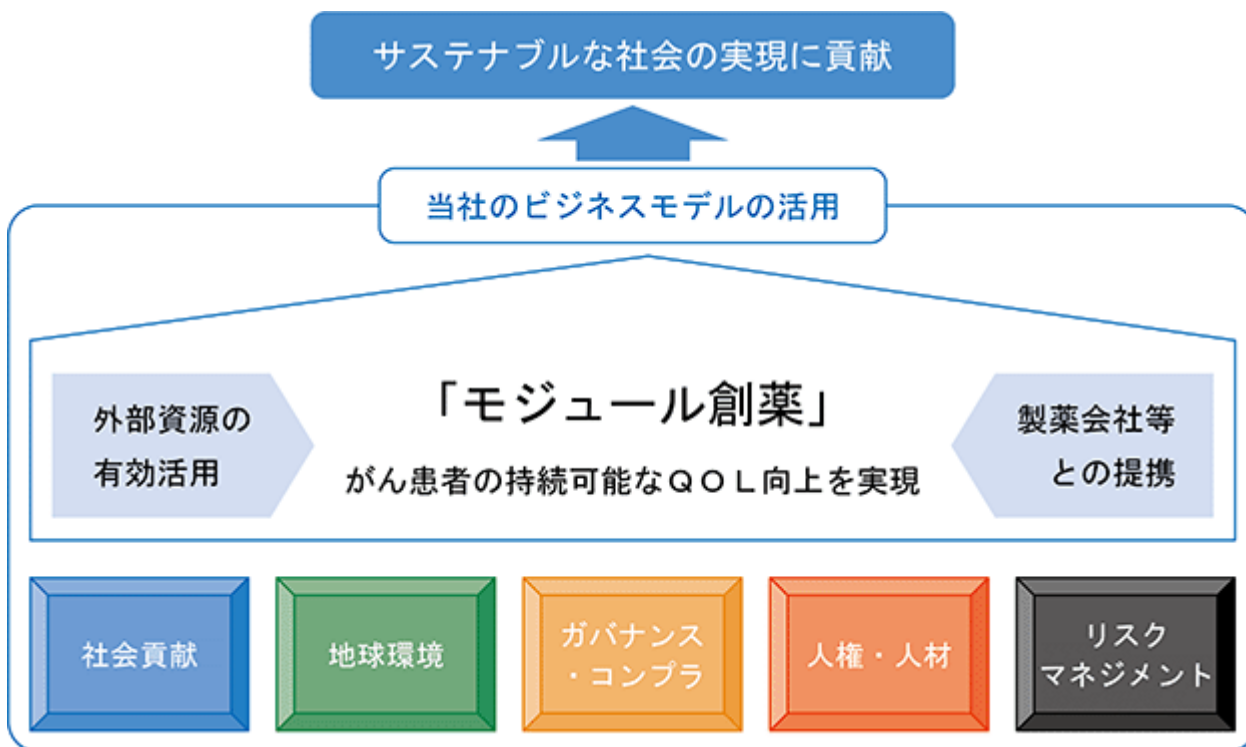 サステナブルな社会の実現に貢献
当社のビジネスモデルの活用
外部資源の
有効活用
「モジュール創薬」
がん患者の持続可能なＱＯＬ向上を実現
製薬会社等
との提携
社会貢献
地球環境
ガバナンス
・コンプラ
人権・人材
リスク
マネジメント